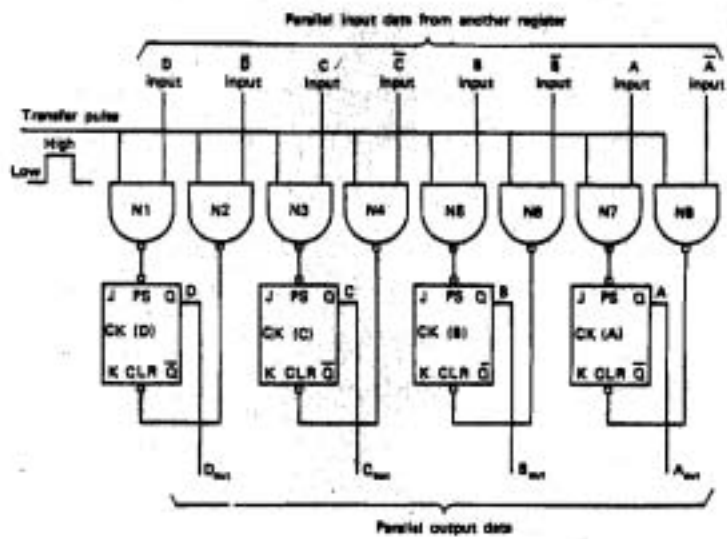 Parallel input data from another register
D D̅ C C̅ B B̅ A A̅
input input input input input input input input
Transfer pulse
High
Low
N1 N2 N3 N4 N5 N6 N7 N8
J PS Q D J PS Q C J PS Q B J PS Q A
CK (D) CK (C) CK (B) CK (A)
K CLR Q̅ K CLR Q̅ K CLR Q̅ K CLR Q̅
Dout Cout Bout Aout
Parallel output data